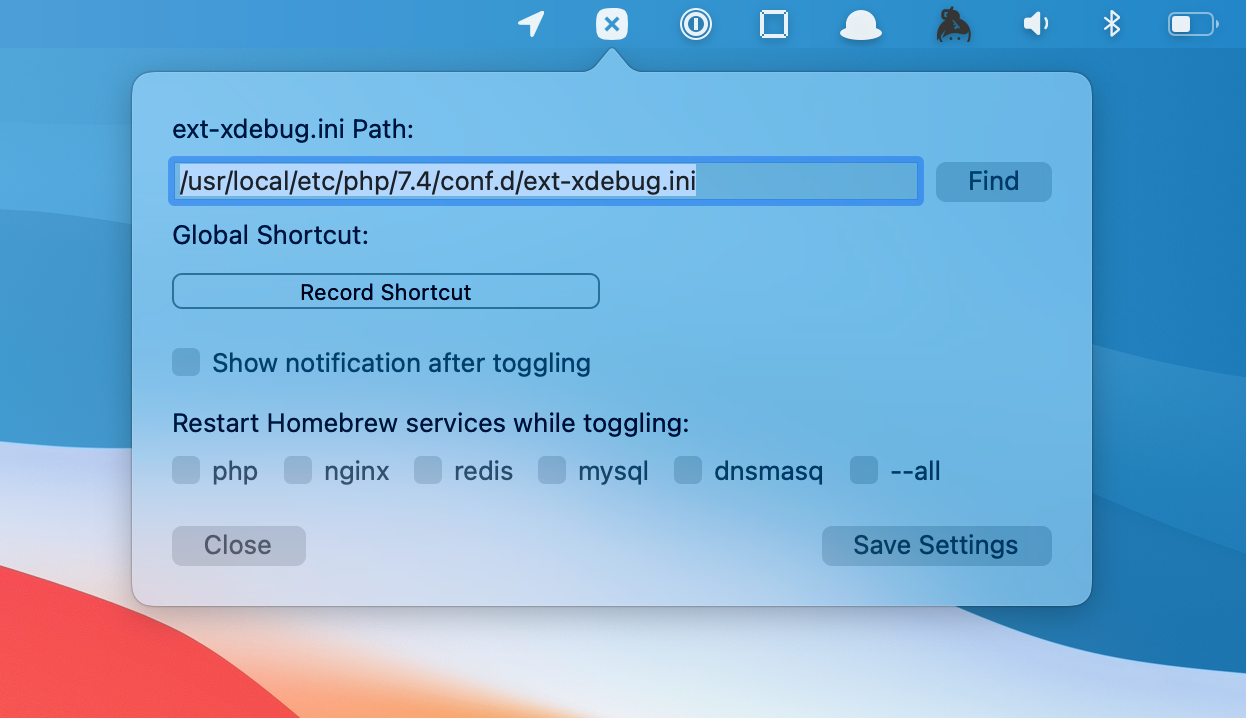 ext-xdebug.ini Path:
/usr/local/etc/php/7.4/conf.d/ext-xdebug.ini
Find
Global Shortcut:
Record Shortcut
Show notification after toggling
Restart Homebrew services while toggling:
php nginx redis mysql dnsmasq --all
Close Save Settings